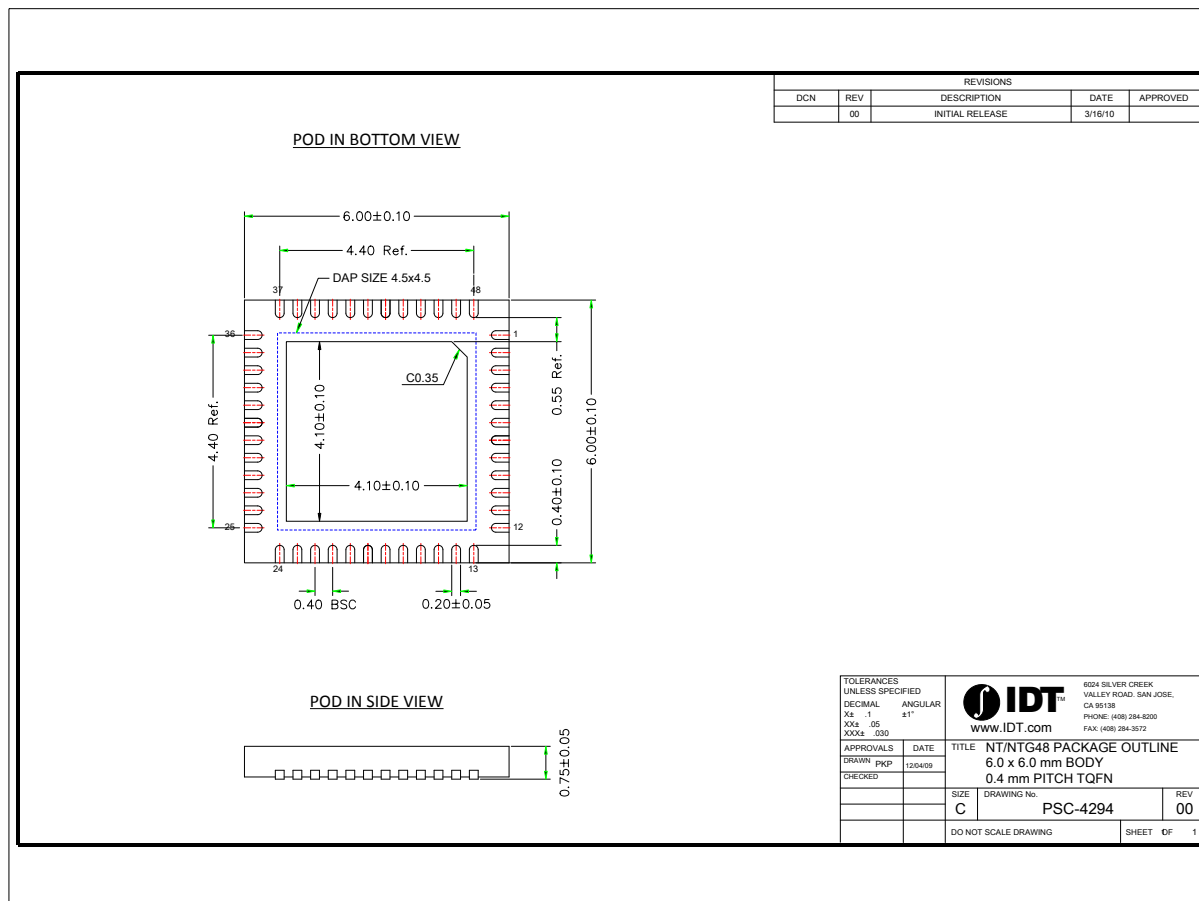 REVISIONS
DCN REV DESCRIPTION DATE APPROVED
00 INITIAL RELEASE 3/16/10
POD IN BOTTOM VIEW
6.00±0.10
4.40 Ref.
DAP SIZE 4.5x4.5
37 48
36 1
C0.35
0.55 Ref.
4.10±0.10
4.40 Ref.
6.00±0.10
4.10±0.10
0.40±0.10
25 12
24 13
0.40 BSC 0.20±0.05
POD IN SIDE VIEW
0.75±0.05
TOLERANCES
UNLESS SPECIFIED
DECIMAL ANGULAR
X± .1 ±1°
XX± .05
XXX± .030
IDT™
www.IDT.com
6024 SILVER CREEK
VALLEY ROAD. SAN JOSE,
CA 95138
PHONE: (408) 284-8200
FAX: (408) 284-3572
APPROVALS DATE
DRAWN PKP 12/04/09
CHECKED
TITLE NT/NTG48 PACKAGE OUTLINE
6.0 x 6.0 mm BODY
0.4 mm PITCH TQFN
SIZE DRAWING No. REV
C PSC-4294 00
DO NOT SCALE DRAWING SHEET 1 OF 1